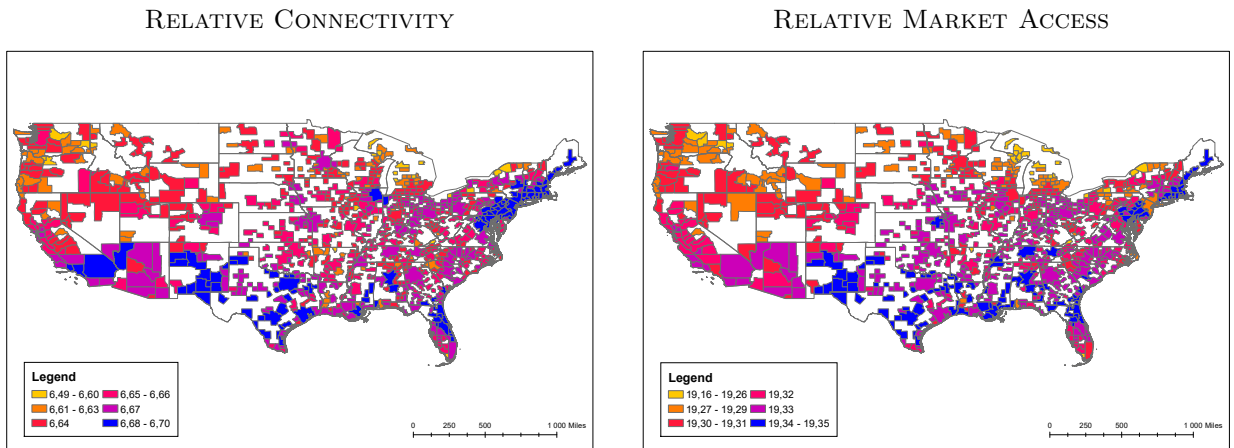 RELATIVE CONNECTIVITY
Legend
6,49 - 6,60
6,61 - 6,63
6,64
6,65 - 6,66
6,67
6,68 - 6,70
0 250 500 1 000 Miles
RELATIVE MARKET ACCESS
Legend
19,16 - 19,26
19,27 - 19,29
19,30 - 19,31
19,32
19,33
19,34 - 19,35
0 250 500 1 000 Miles